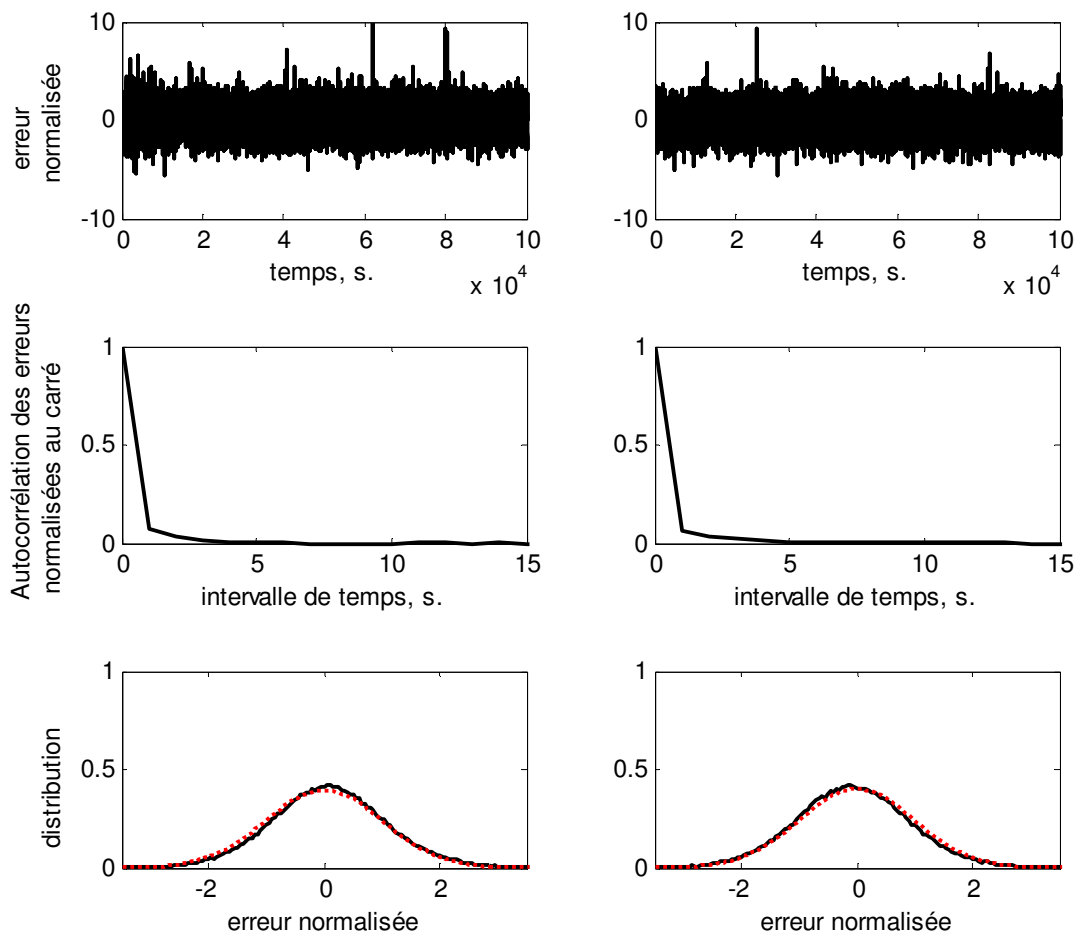 erreur
normalisée
10
0
-10
0 2 4 6 8 10
temps, s.
x 10^4
10
0
-10
0 2 4 6 8 10
temps, s.
x 10^4
Autocorrélation des erreurs
normalisées au carré
1
0.5
0
0 5 10 15
intervalle de temps, s.
1
0.5
0
0 5 10 15
intervalle de temps, s.
distribution
1
0.5
0
-2 0 2
erreur normalisée
1
0.5
0
-2 0 2
erreur normalisée